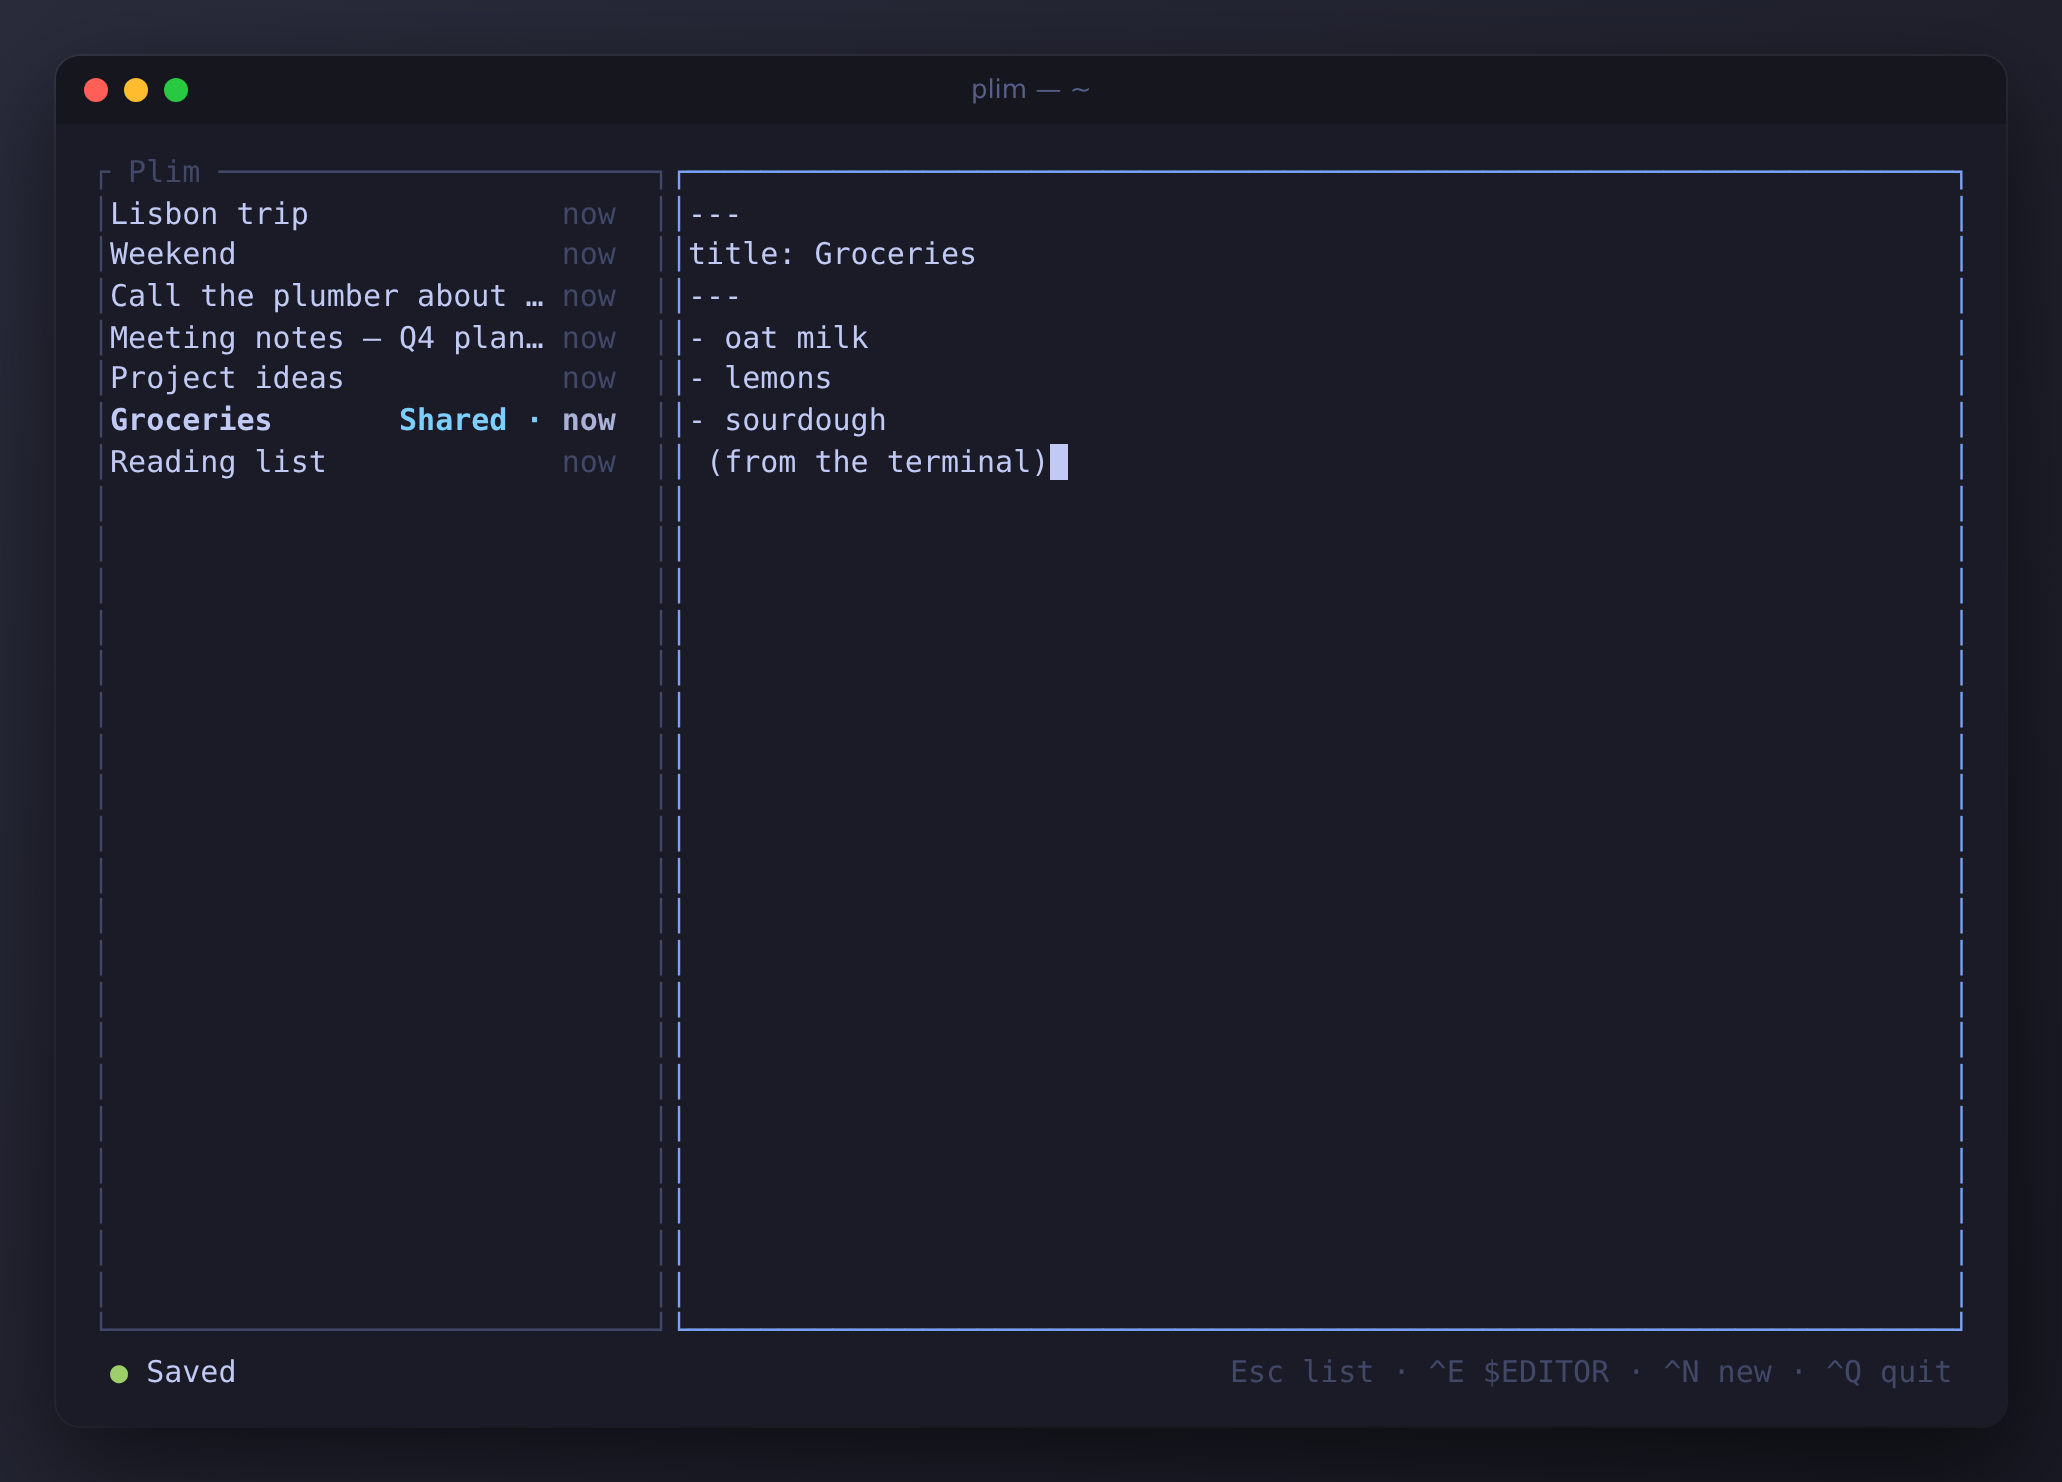 plim — ~
Plim
Lisbon trip now
Weekend now
Call the plumber about … now
Meeting notes — Q4 plan… now
Project ideas now
Groceries Shared · now
Reading list now
---
title: Groceries
---
- oat milk
- lemons
- sourdough
(from the terminal)
● Saved
Esc list · ^E $EDITOR · ^N new · ^Q quit